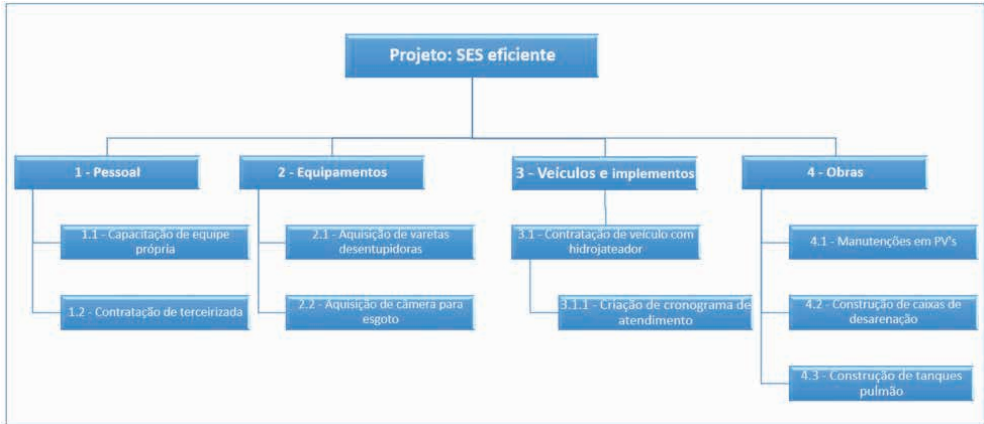 Projeto: SES eficiente
1 - Pessoal
1.1 - Capacitação de equipe
própria
1.2 - Contratação de terceirizada
2 - Equipamentos
2.1 - Aquisição de varetas
desentupidoras
2.2 - Aquisição de câmera para
esgoto
3 - Veículos e implementos
3.1 - Contratação de veículo com
hidrojateador
3.1.1 - Criação de cronograma de
atendimento
4 - Obras
4.1 - Manutenções em PV's
4.2 - Construção de caixas de
desarenação
4.3 - Construção de tanques
pulmão